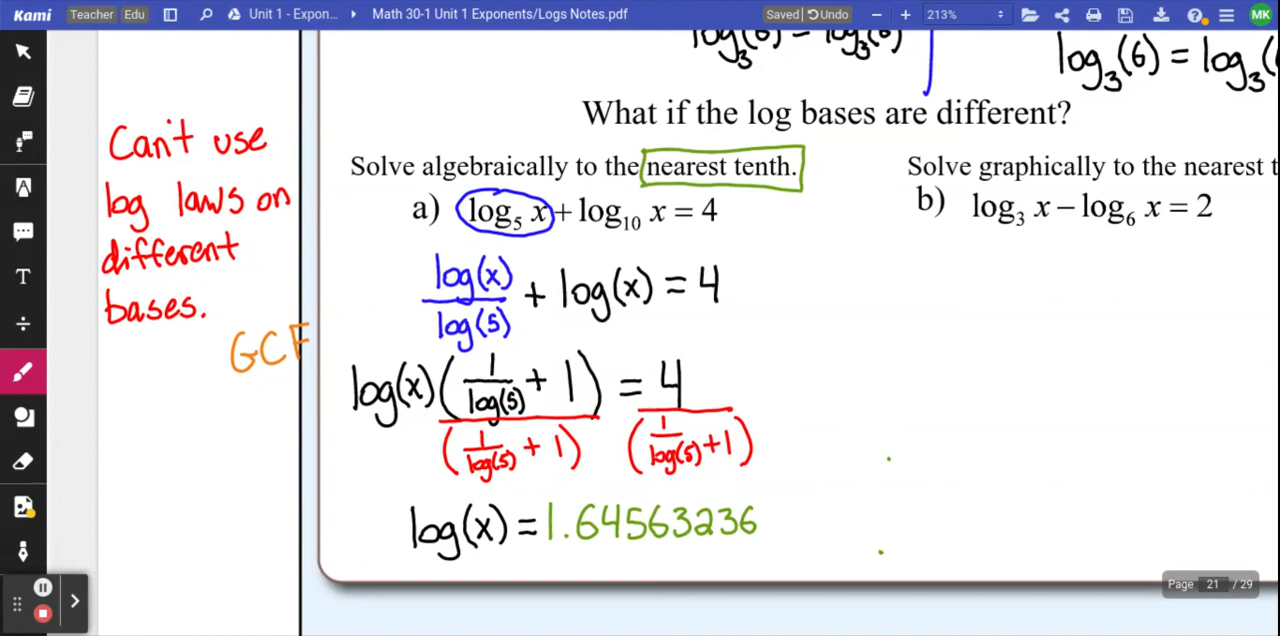 Kami Teacher Edu Unit 1 - Expon... Math 30-1 Unit 1 Exponents/Logs Notes.pdf Saved Undo 213% MK
log₃(6) = log₃(6)
log₃(6) = log₃(
What if the log bases are different?
Can't use
log laws on
different
bases.
Solve algebraically to the nearest tenth.
a) log₅ x + log₁₀ x = 4
log(x)/log(5) + log(x) = 4
GCF
log(x)(1/log(5) + 1) = 4
(1/log(5) + 1) (1/log(5) + 1)
log(x) = 1.64563236
Solve graphically to the nearest t
b) log₃ x − log₆ x = 2
Page 21 / 29